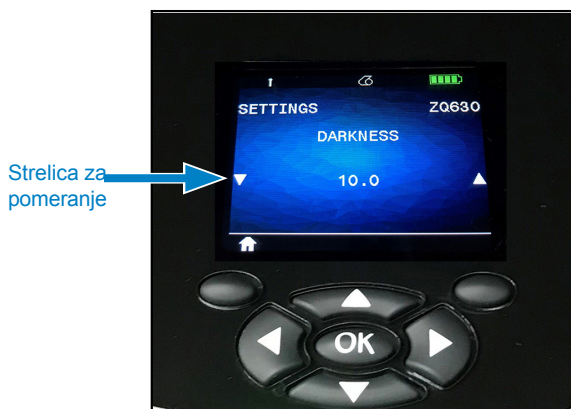 SETTINGS ZQ630
DARKNESS
Strelica za
pomeranje
10.0
OK